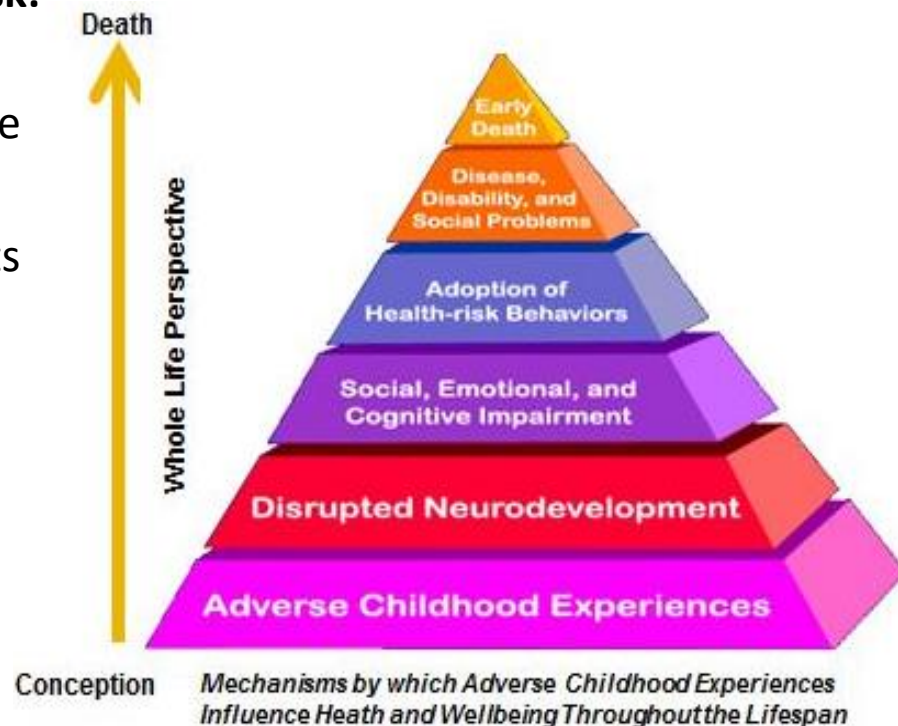 sk.
Death
e
ts
Whole Life Perspective
Early
Death
Disease,
Disability, and
Social Problems
Adoption of
Health-risk Behaviors
Social, Emotional, and
Cognitive Impairment
Disrupted Neurodevelopment
Adverse Childhood Experiences
Conception
Mechanisms by which Adverse Childhood Experiences
Influence Heath and Wellbeing Throughout the Lifespan